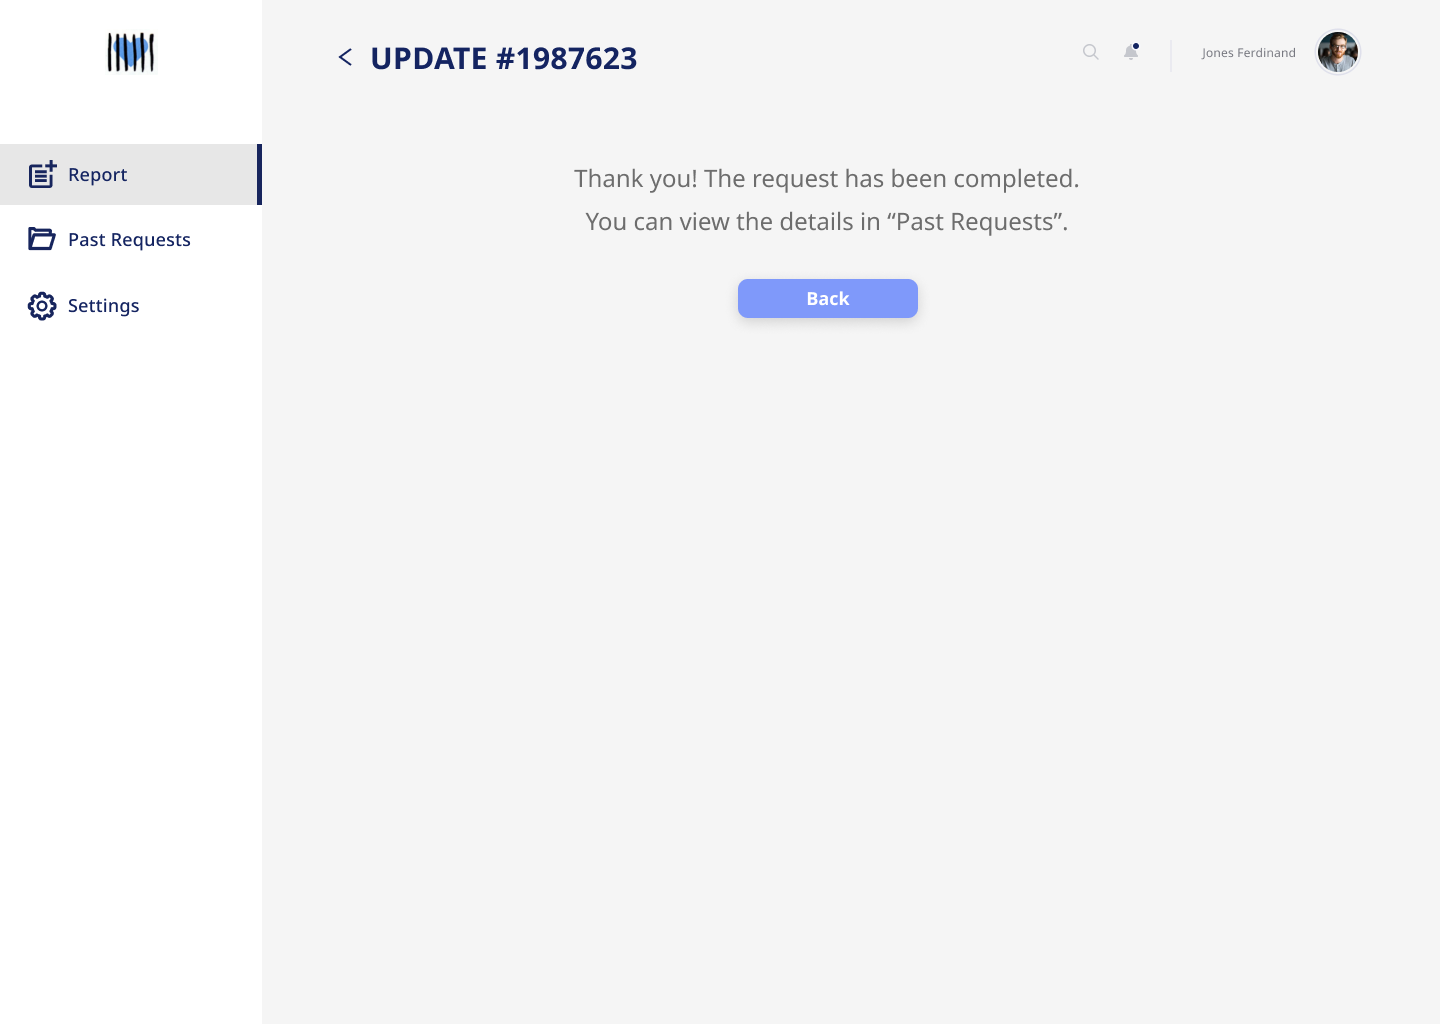 UPDATE #1987623
Jones Ferdinand
Report
Past Requests
Settings
Thank you! The request has been completed.
You can view the details in “Past Requests”.
Back